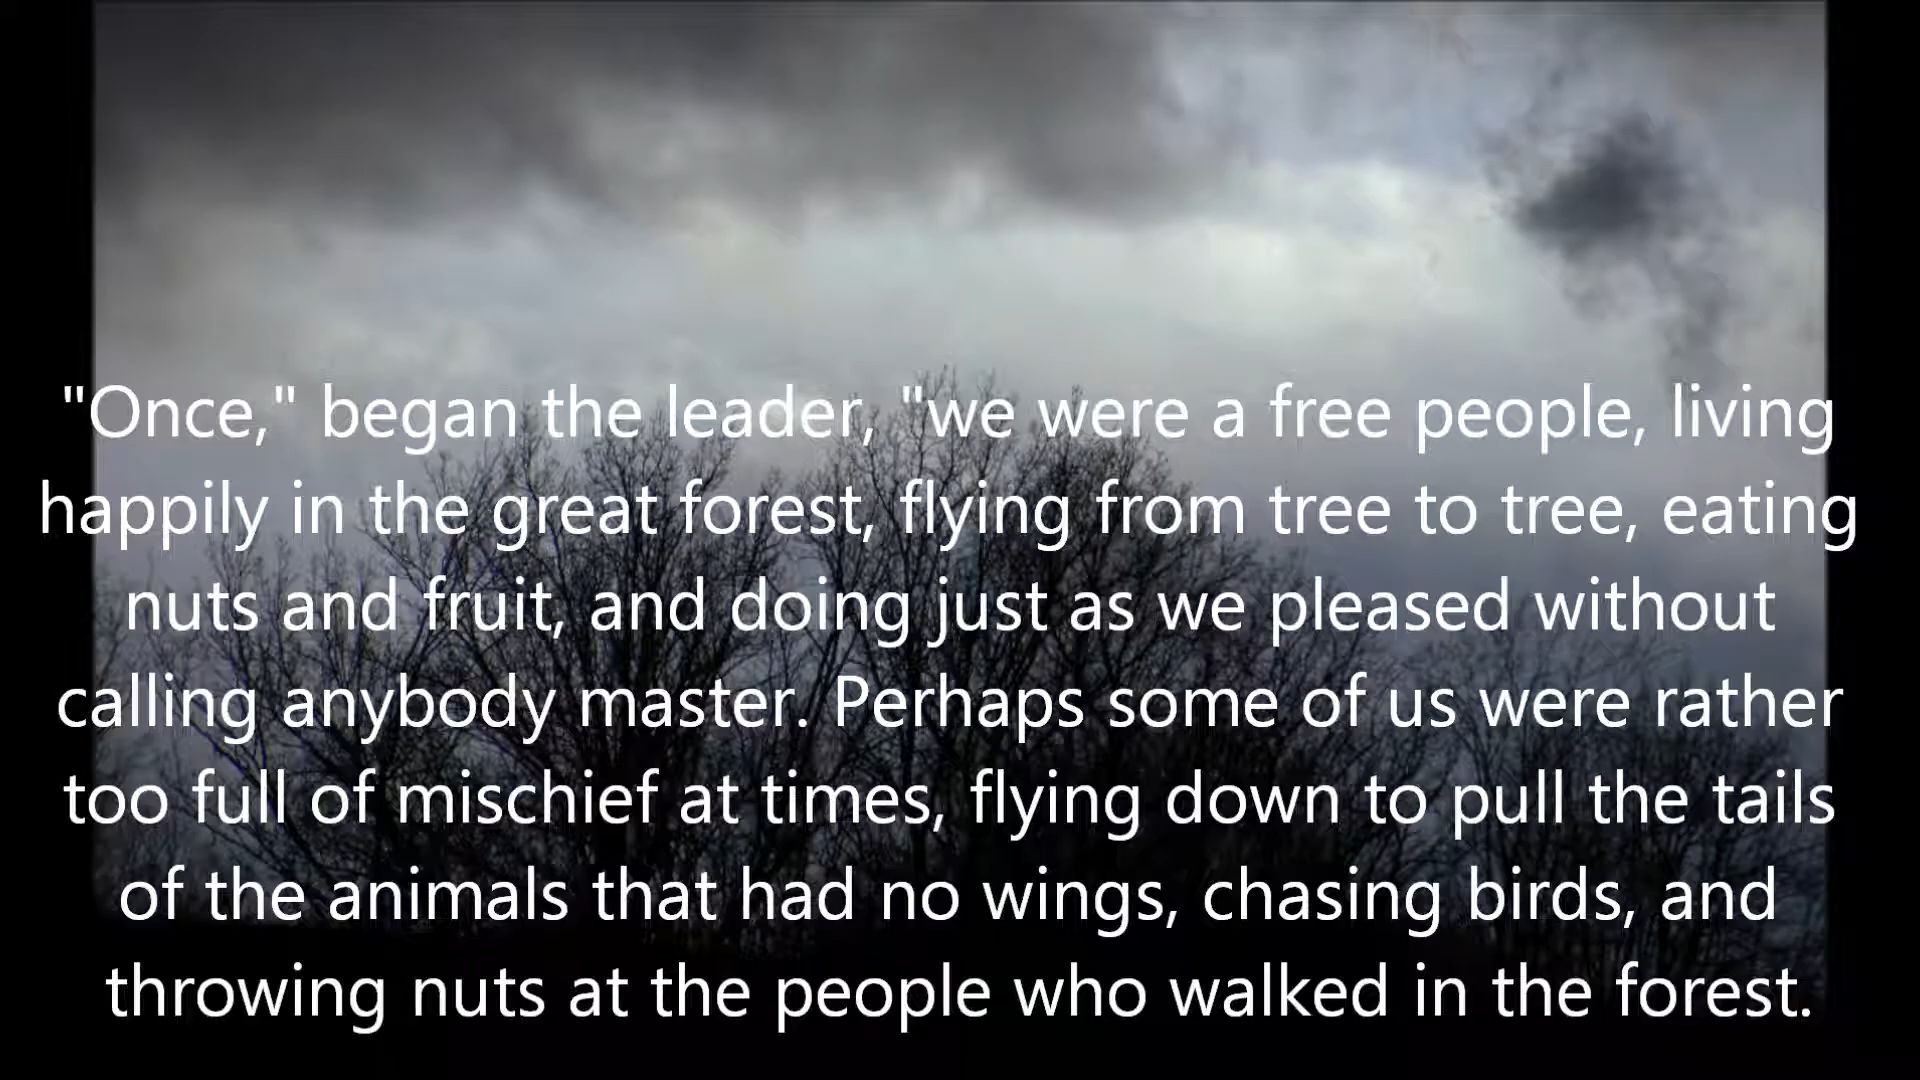 "Once," began the leader, "we were a free people, living
happily in the great forest, flying from tree to tree, eating
nuts and fruit, and doing just as we pleased without
calling anybody master. Perhaps some of us were rather
too full of mischief at times, flying down to pull the tails
of the animals that had no wings, chasing birds, and
throwing nuts at the people who walked in the forest.